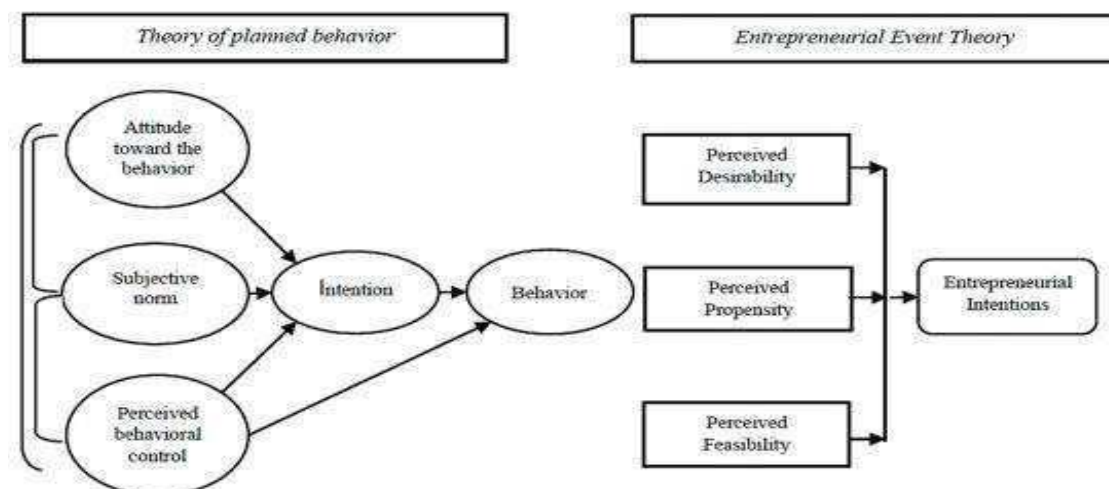 Theory of planned behavior
Entrepreneurial Event Theory
Attitude
toward the
behavior
Subjective
norm
Perceived
behavioral
control
Intention
Behavior
Perceived
Desirability
Perceived
Propensity
Perceived
Feasibility
Entrepreneurial
Intentions